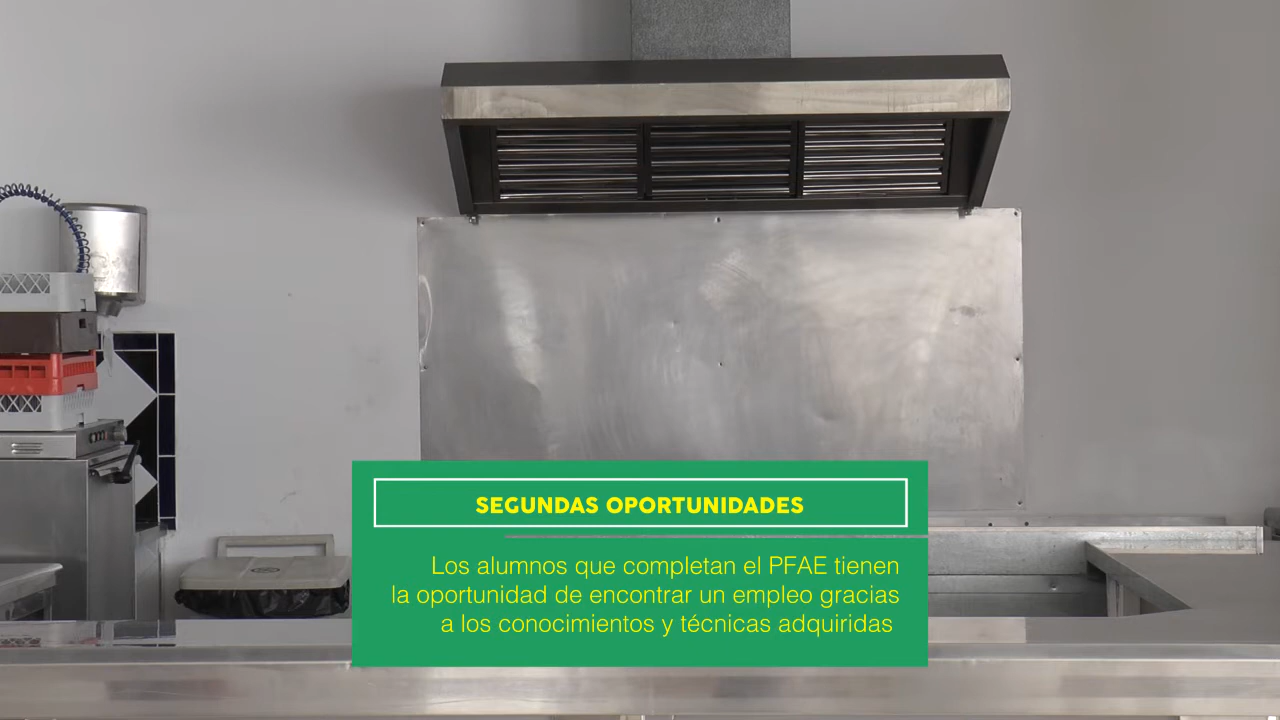 SEGUNDAS OPORTUNIDADES
Los alumnos que completan el PFAE tienen
la oportunidad de encontrar un empleo gracias
a los conocimientos y técnicas adquiridas